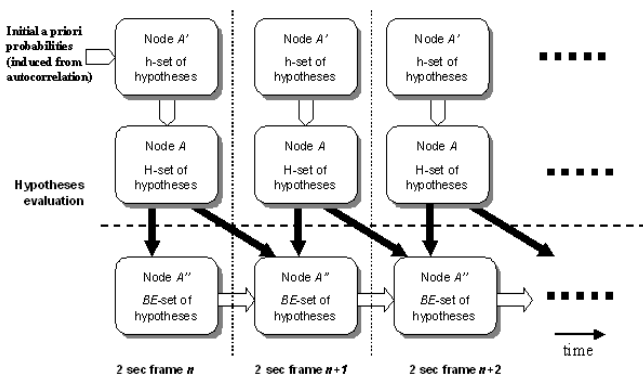 Initial a priori
probabilities
(induced from
autocorrelation)
Node A'
h-set of
hypotheses
Node A'
h-set of
hypotheses
Node A'
h-set of
hypotheses
Node A
H-set of
hypotheses
Node A
H-set of
hypotheses
Node A
H-set of
hypotheses
Hypotheses
evaluation
Node A''
BE-set of
hypotheses
Node A''
BE-set of
hypotheses
Node A''
BE-set of
hypotheses
time
2 sec frame n
2 sec frame n+1
2 sec frame n+2